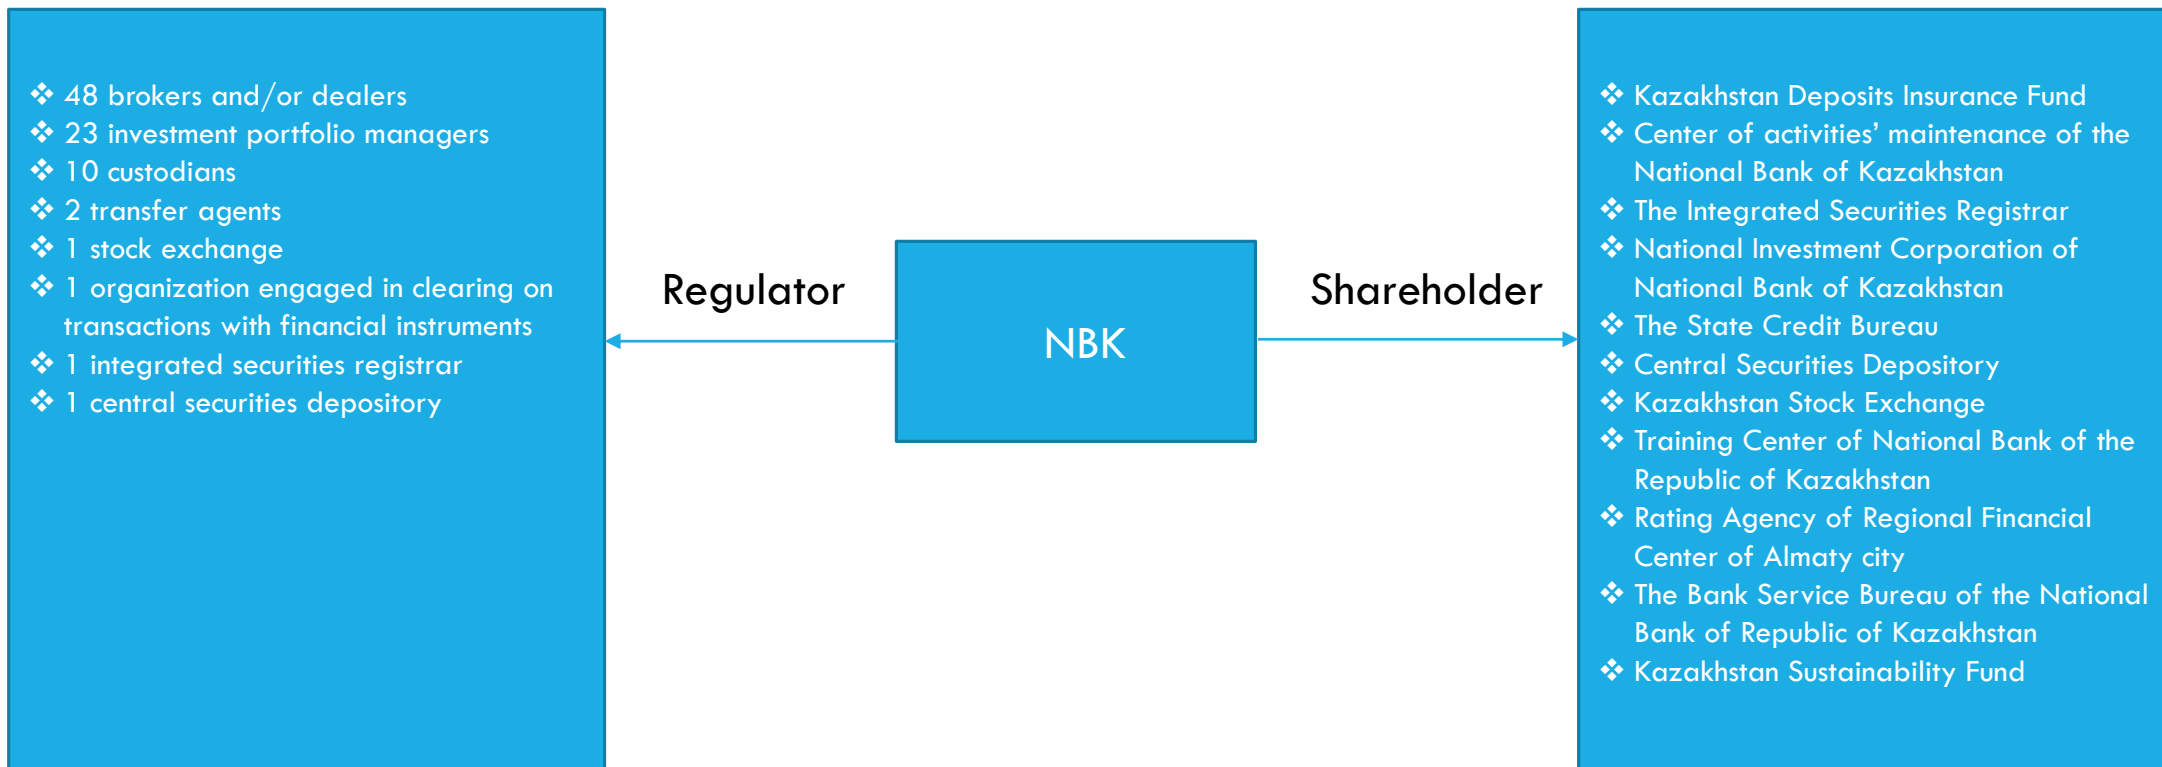 ❖ 48 brokers and/or dealers
❖ 23 investment portfolio managers
❖ 10 custodians
❖ 2 transfer agents
❖ 1 stock exchange
❖ 1 organization engaged in clearing on
transactions with financial instruments
❖ 1 integrated securities registrar
❖ 1 central securities depository
Regulator
NBK
Shareholder
❖ Kazakhstan Deposits Insurance Fund
❖ Center of activities’ maintenance of the
National Bank of Kazakhstan
❖ The Integrated Securities Registrar
❖ National Investment Corporation of
National Bank of Kazakhstan
❖ The State Credit Bureau
❖ Central Securities Depository
❖ Kazakhstan Stock Exchange
❖ Training Center of National Bank of the
Republic of Kazakhstan
❖ Rating Agency of Regional Financial
Center of Almaty city
❖ The Bank Service Bureau of the National
Bank of Republic of Kazakhstan
❖ Kazakhstan Sustainability Fund